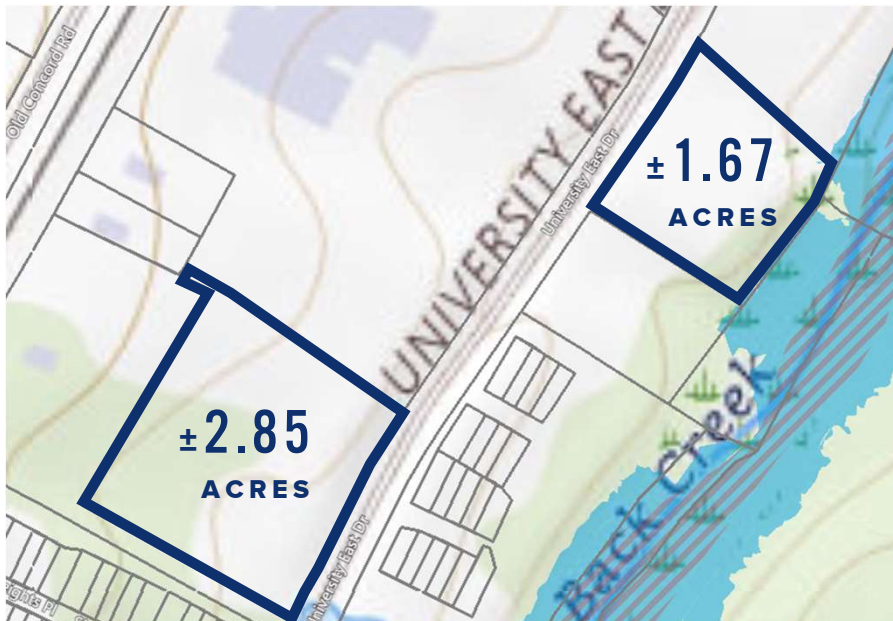 Old Concord Rd
UNIVERSITY EAST
University East Dr
±1.67
ACRES
±2.85
ACRES
Back Creek
University East Dr